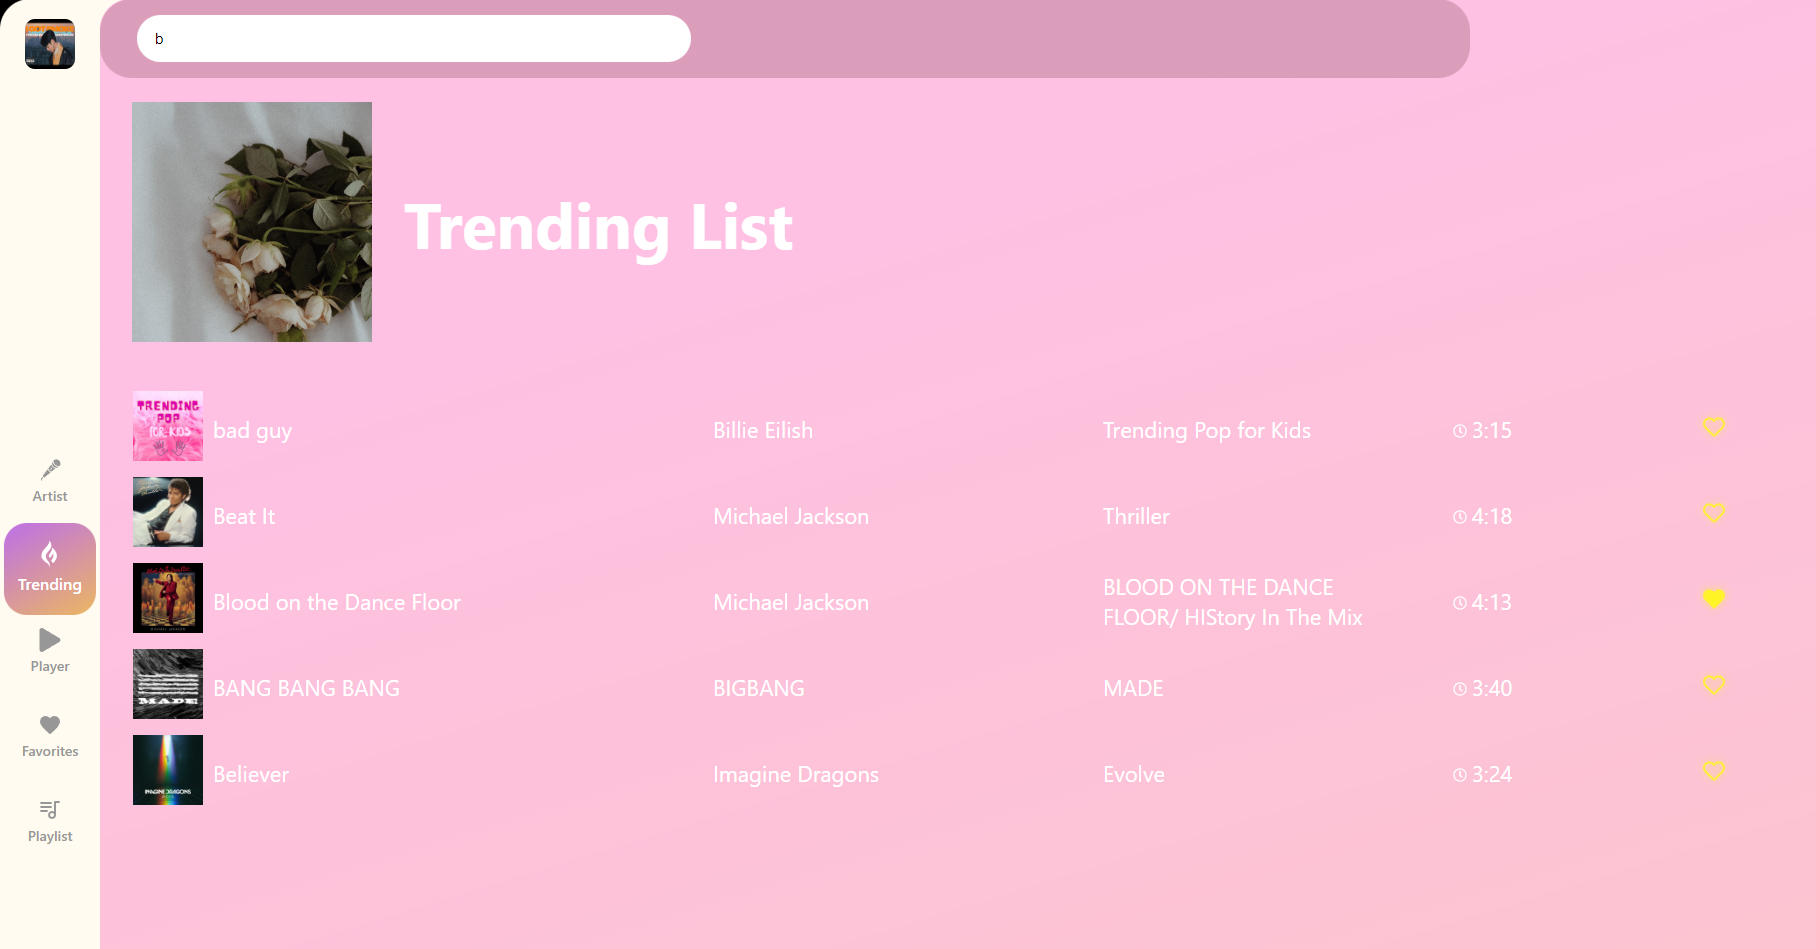 b
Trending List
TRENDING
POP
FOR KIDS
bad guy
Billie Eilish
Trending Pop for Kids
3:15
Beat It
Michael Jackson
Thriller
4:18
Blood on the Dance Floor
Michael Jackson
BLOOD ON THE DANCE
FLOOR/ HIStory In The Mix
4:13
MADE
BANG BANG BANG
BIGBANG
MADE
3:40
IMAGINE DRAGONS
Believer
Imagine Dragons
Evolve
3:24
Artist
Trending
Player
Favorites
Playlist